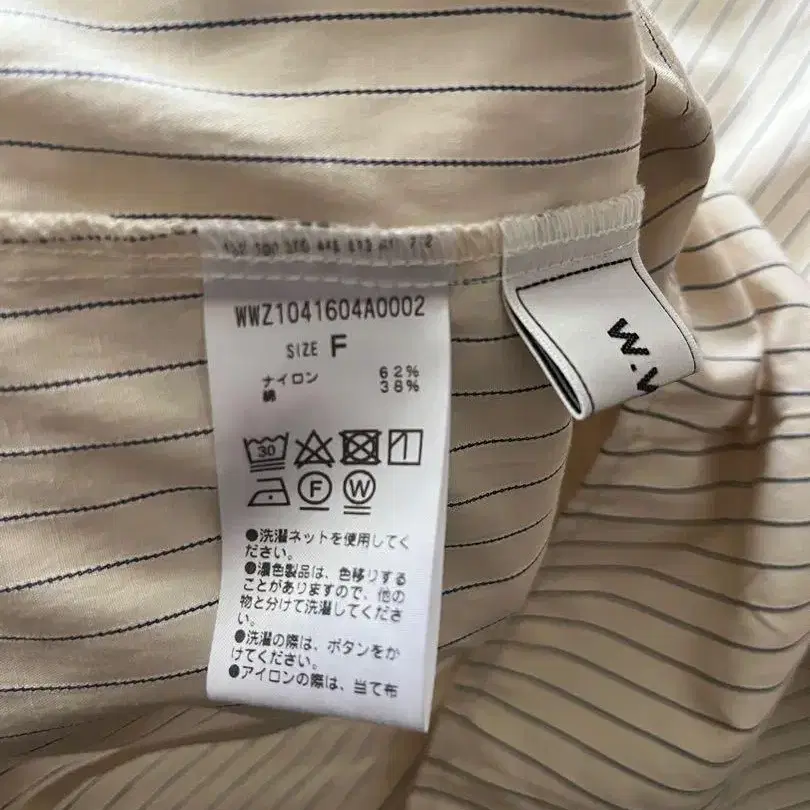 WWZ1041604A0002
SIZE F
ナイロン 62%
綿 38%
30
F W
●洗濯ネットを使用してく
ださい。
●濃色製品は、色移りする
ことがありますので、他の
物と分けて洗濯してくださ
い。
●洗濯の際は、ボタンをか
けてください。
●アイロンの際は、当て布
W.V